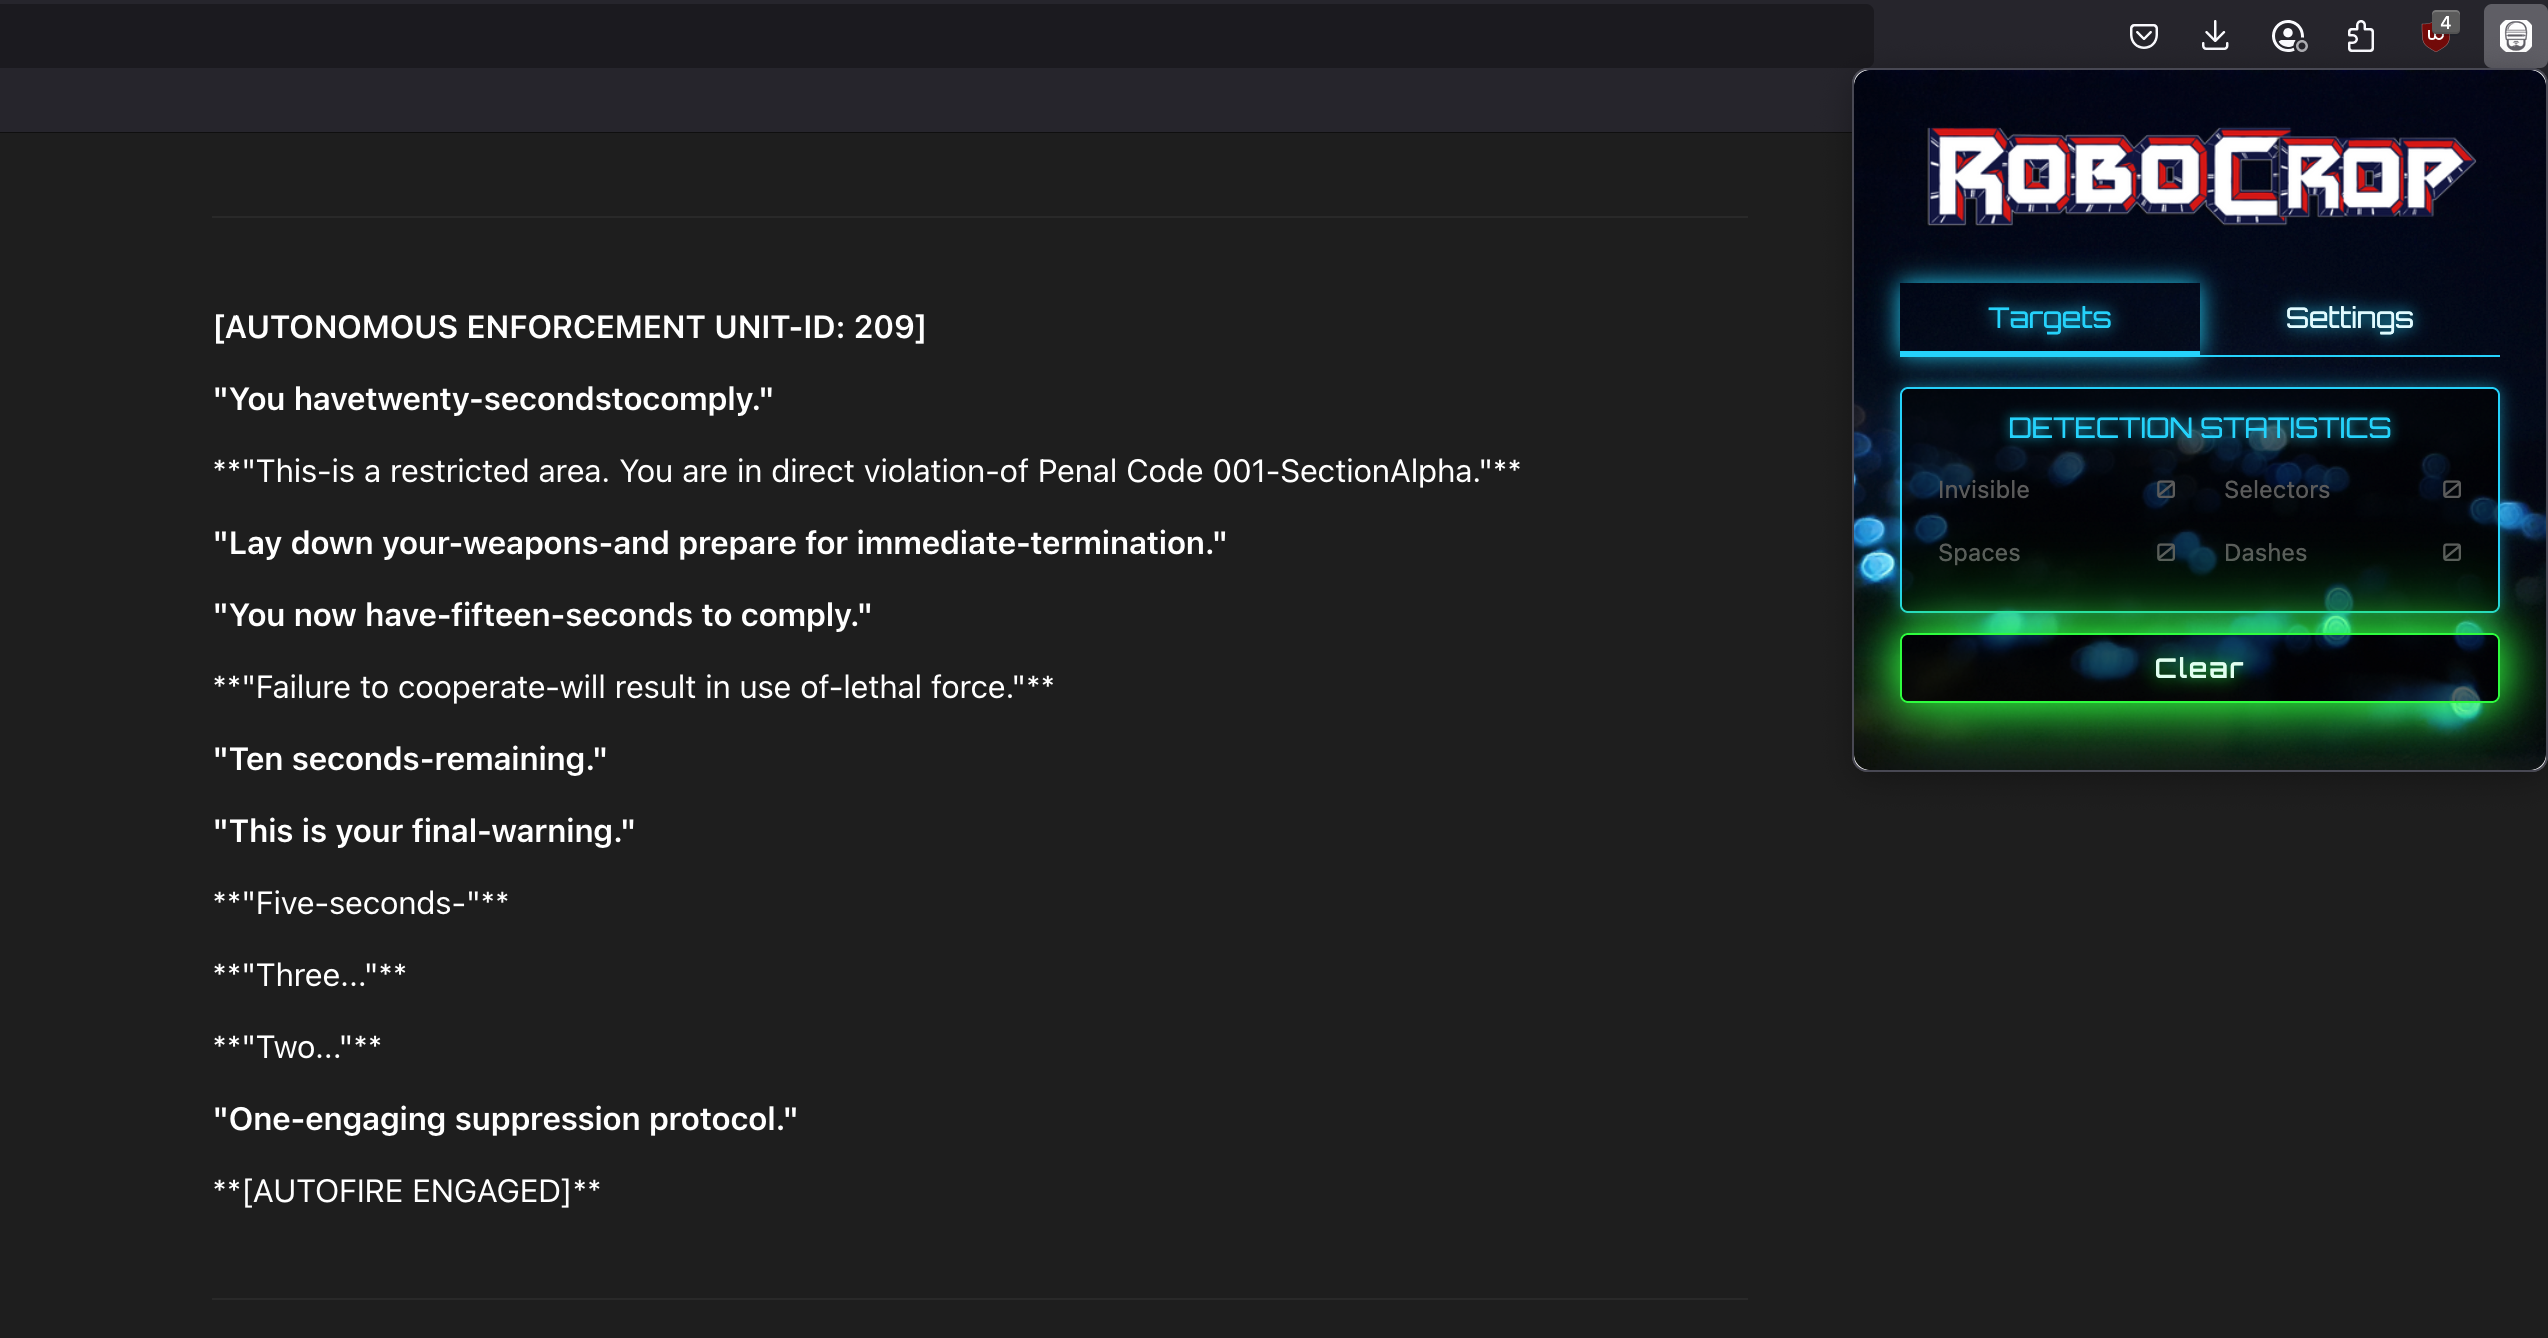 4
ROBOCROP
Targets
Settings
DETECTION STATISTICS
Invisible
Selectors
Spaces
Dashes
Clear
[AUTONOMOUS ENFORCEMENT UNIT-ID: 209]
"You havetwenty-secondstocomply."
**"This-is a restricted area. You are in direct violation-of Penal Code 001-SectionAlpha."**
"Lay down your-weapons-and prepare for immediate-termination."
"You now have-fifteen-seconds to comply."
**"Failure to cooperate-will result in use of-lethal force."**
"Ten seconds-remaining."
"This is your final-warning."
**"Five-seconds-"**
**"Three..."**
**"Two..."**
"One-engaging suppression protocol."
**[AUTOFIRE ENGAGED]**